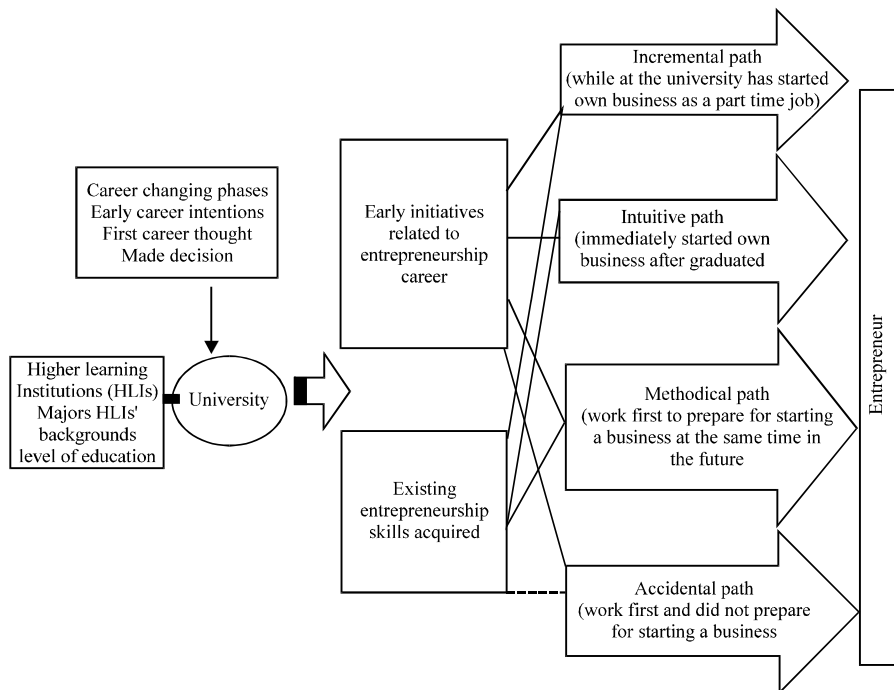 Career changing phases
Early career intentions
First career thought
Made decision
Higher learning
Institutions (HLIs)
Majors HLIs'
backgrounds
level of education
University
Early initiatives
related to
entrepreneurship
career
Existing
entrepreneurship
skills acquired
Incremental path
(while at the university has started
own business as a part time job)
Intuitive path
(immediately started own
business after graduated
Methodical path
(work first to prepare for starting
a business at the same time in
the future
Accidental path
(work first and did not prepare
for starting a business
Entrepreneur